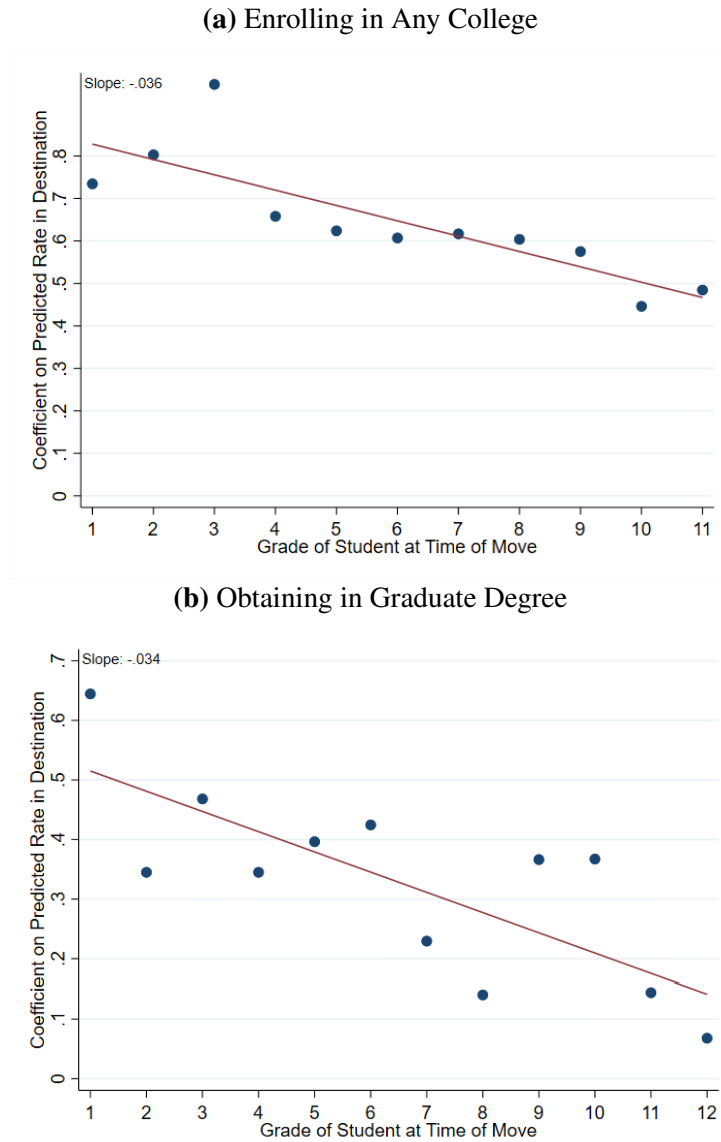 (a) Enrolling in Any College
Slope: -.036
Coefficient on Predicted Rate in Destination
.8
.7
.6
.5
.4
.3
.2
.1
0
1 2 3 4 5 6 7 8 9 10 11
Grade of Student at Time of Move
(b) Obtaining in Graduate Degree
Slope: -.034
Coefficient on Predicted Rate in Destination
.7
.6
.5
.4
.3
.2
.1
0
1 2 3 4 5 6 7 8 9 10 11 12
Grade of Student at Time of Move